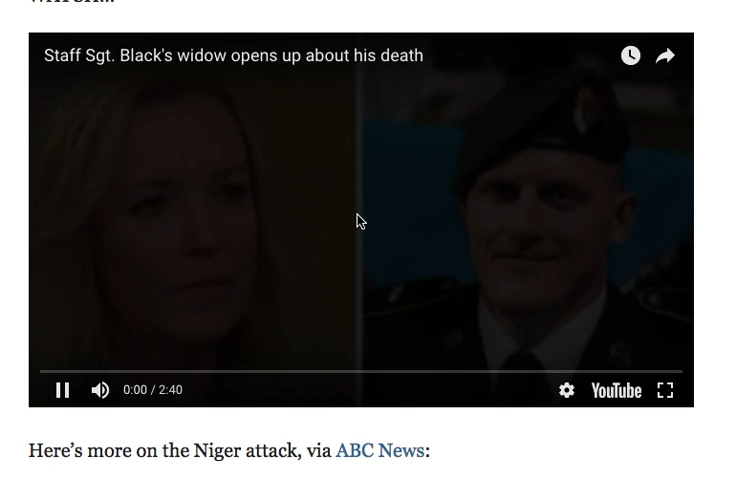 Staff Sgt. Black's widow opens up about his death
0:00 / 2:40
YouTube
Here's more on the Niger attack, via ABC News: